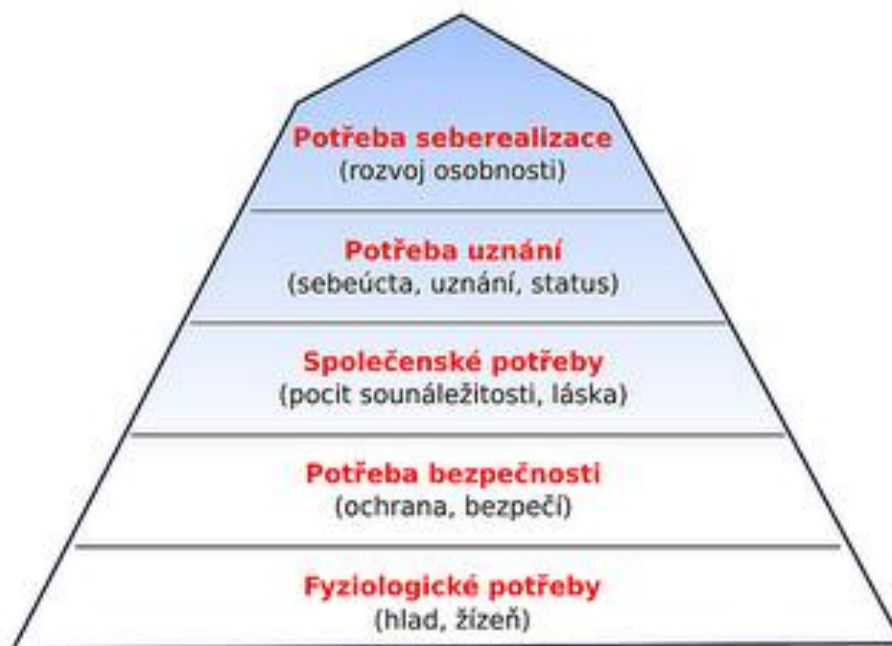 Potřeba seberealizace
(rozvoj osobnosti)
Potřeba uznání
(sebeúcta, uznání, status)
Společenské potřeby
(pocit sounáležitosti, láska)
Potřeba bezpečnosti
(ochrana, bezpečí)
Fyziologické potřeby
(hlad, žízeň)